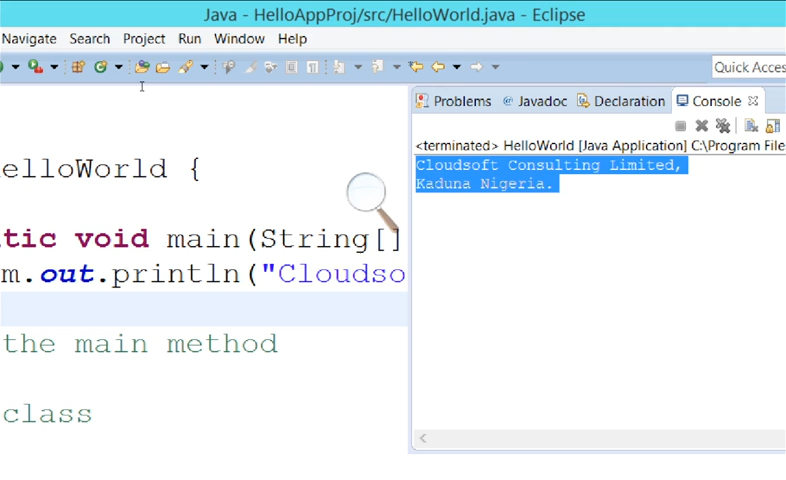 Java - HelloAppProj/src/HelloWorld.java - Eclipse
Navigate Search Project Run Window Help
Quick Acces
Problems @ Javadoc Declaration Console
<terminated> HelloWorld [Java Application] C:\Program Files
Cloudsoft Consulting Limited,
Kaduna Nigeria.
elloWorld {
tic void main(String[]
m.out.println("Cloudso
the main method
class